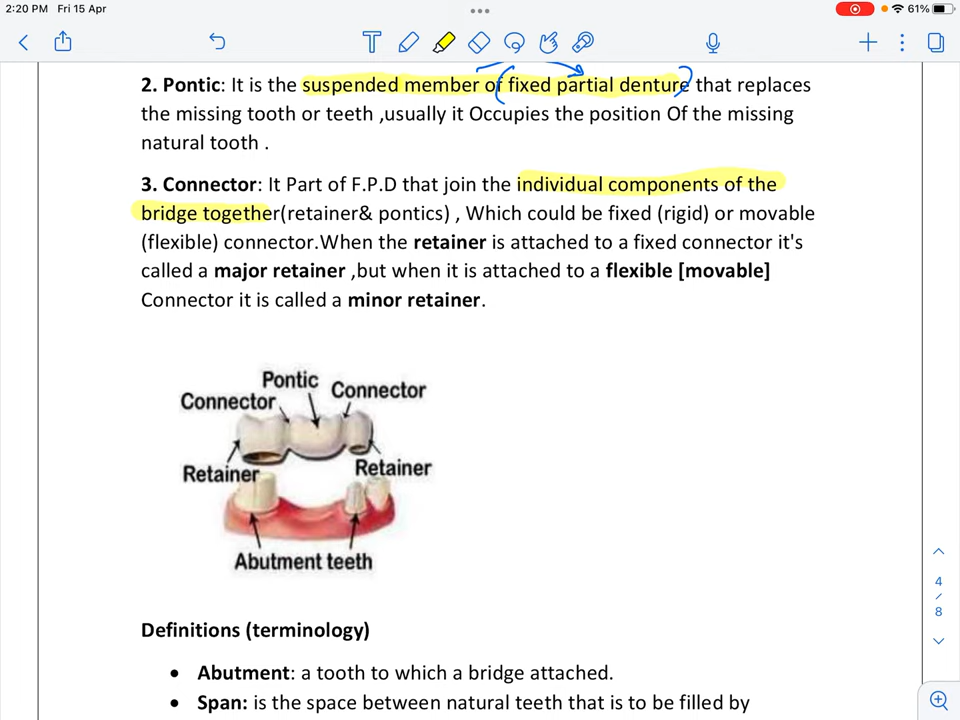 2:20 PM Fri 15 Apr
61%
T
2. Pontic: It is the suspended member of fixed partial denture that replaces
the missing tooth or teeth ,usually it Occupies the position Of the missing
natural tooth .
3. Connector: It Part of F.P.D that join the individual components of the
bridge together(retainer& pontics) , Which could be fixed (rigid) or movable
(flexible) connector.When the retainer is attached to a fixed connector it's
called a major retainer ,but when it is attached to a flexible [movable]
Connector it is called a minor retainer.
Pontic
Connector
Connector
Retainer
Retainer
Abutment teeth
4
/
8
Definitions (terminology)
• Abutment: a tooth to which a bridge attached.
• Span: is the space between natural teeth that is to be filled by